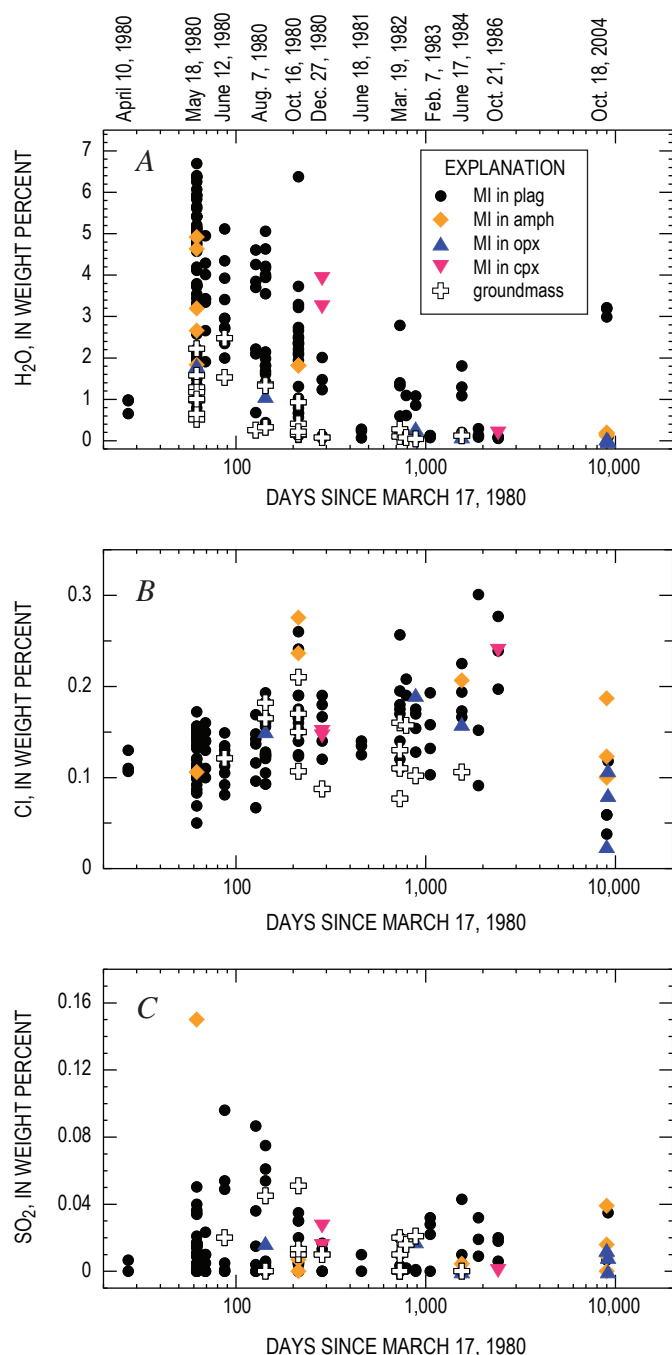 April 10, 1980
May 18, 1980
June 12, 1980
Aug. 7, 1980
Oct. 16, 1980
Dec. 27, 1980
June 18, 1981
Mar. 19, 1982
Feb. 7, 1983
June 17, 1984
Oct. 21, 1986
Oct. 18, 2004
A
EXPLANATION
MI in plag
MI in amph
MI in opx
MI in cpx
groundmass
H₂O, IN WEIGHT PERCENT
7
6
5
4
3
2
1
0
100
1,000
10,000
DAYS SINCE MARCH 17, 1980
B
Cl, IN WEIGHT PERCENT
0.3
0.2
0.1
0
100
1,000
10,000
DAYS SINCE MARCH 17, 1980
C
SO₂, IN WEIGHT PERCENT
0.16
0.12
0.08
0.04
0
100
1,000
10,000
DAYS SINCE MARCH 17, 1980